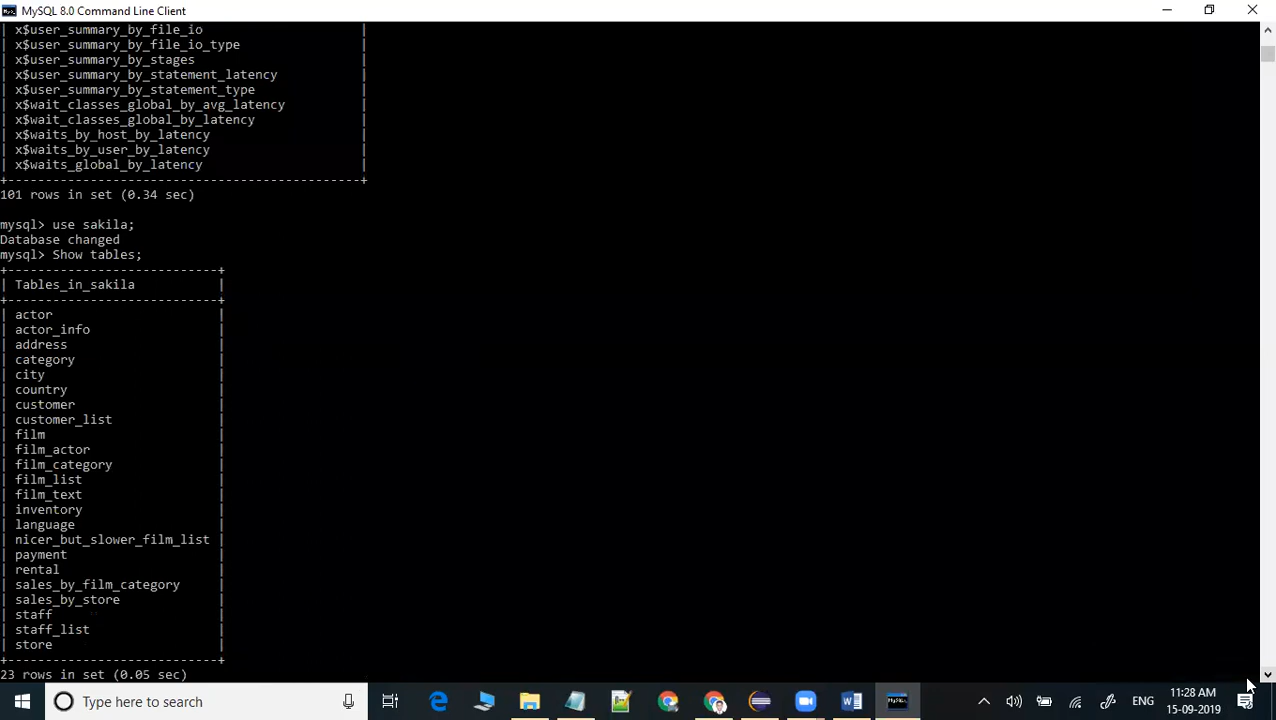 MySQL 8.0 Command Line Client
| x$user_summary_by_file_io |
| x$user_summary_by_file_io_type |
| x$user_summary_by_stages |
| x$user_summary_by_statement_latency |
| x$user_summary_by_statement_type |
| x$wait_classes_global_by_avg_latency |
| x$wait_classes_global_by_latency |
| x$waits_by_host_by_latency |
| x$waits_by_user_by_latency |
| x$waits_global_by_latency |
+-----------------------------------------------+
101 rows in set (0.34 sec)
mysql> use sakila;
Database changed
mysql> Show tables;
+----------------------------+
| Tables_in_sakila |
+----------------------------+
| actor |
| actor_info |
| address |
| category |
| city |
| country |
| customer |
| customer_list |
| film |
| film_actor |
| film_category |
| film_list |
| film_text |
| inventory |
| language |
| nicer_but_slower_film_list |
| payment |
| rental |
| sales_by_film_category |
| sales_by_store |
| staff |
| staff_list |
| store |
+----------------------------+
23 rows in set (0.05 sec)
Type here to search
ENG
11:28 AM
15-09-2019